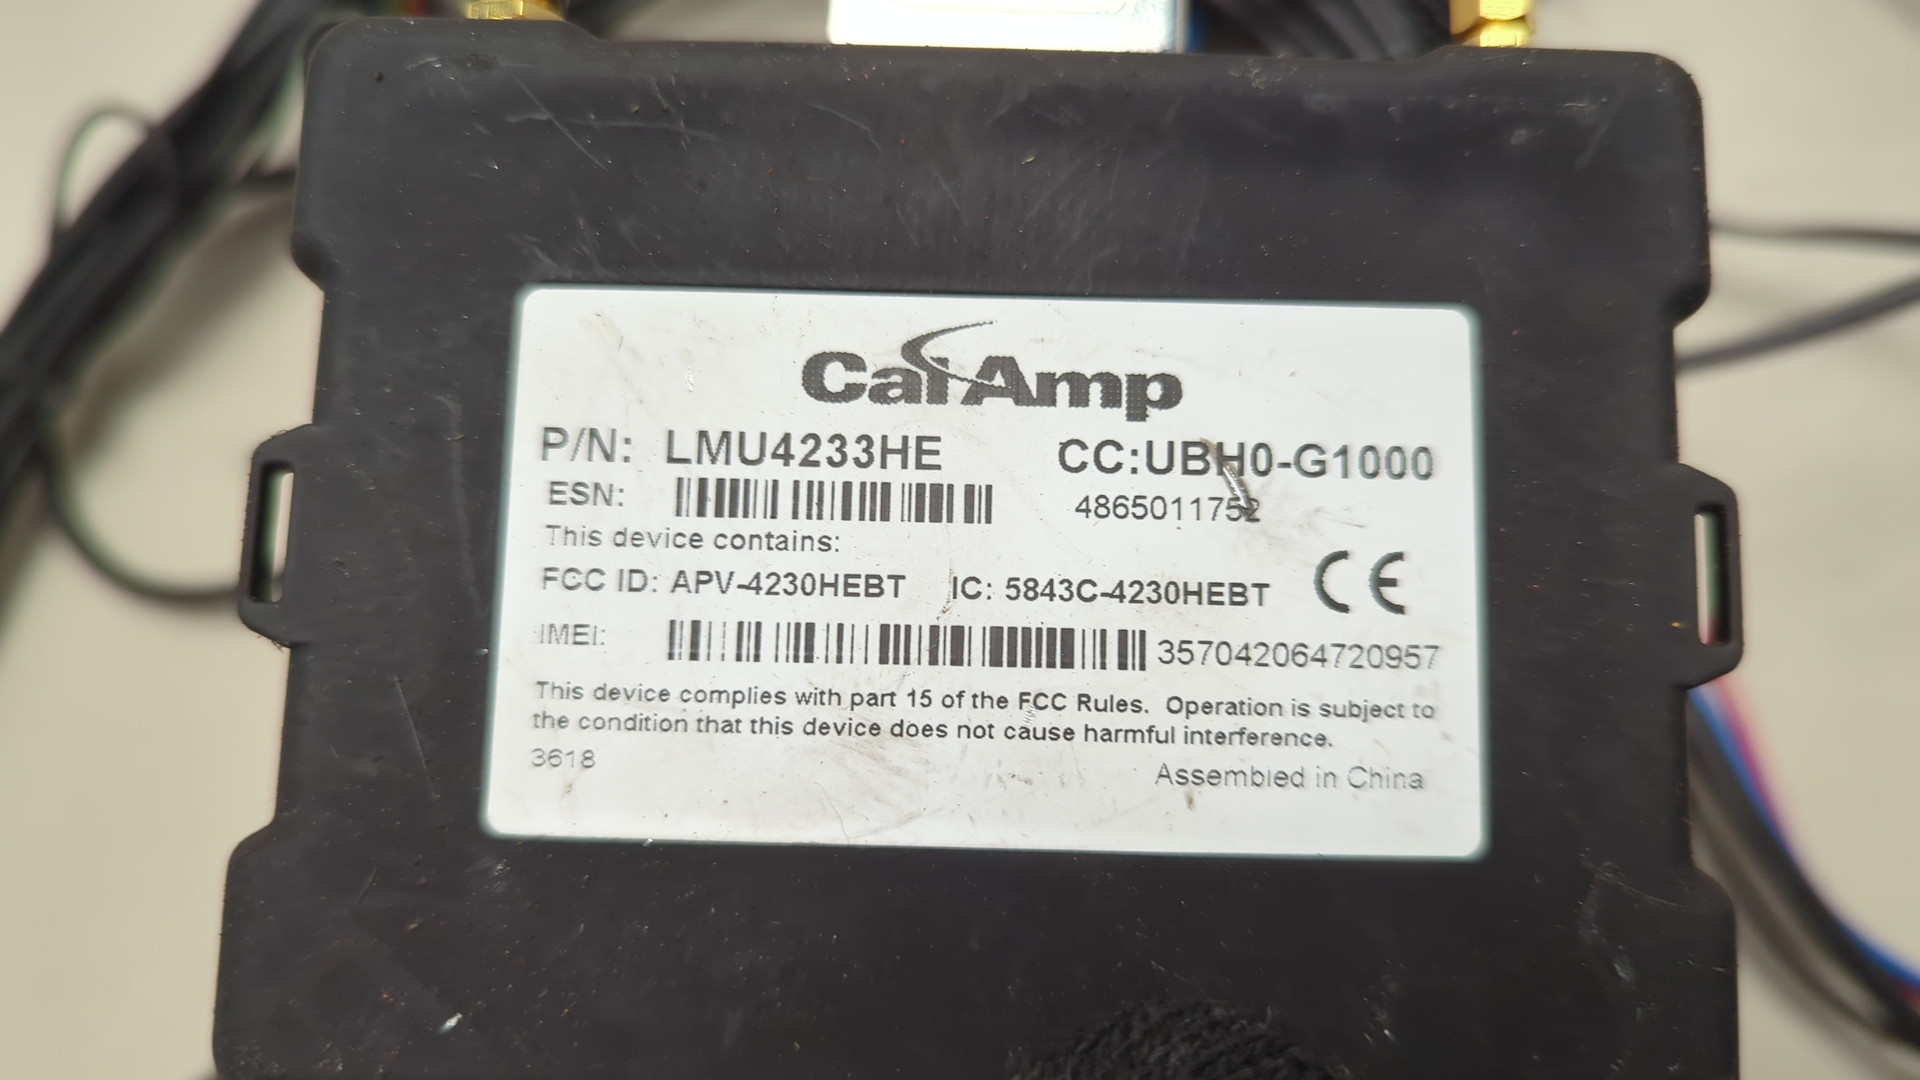 CalAmp
P/N: LMU4233HE CC:UBH0-G1000
ESN: 4865011752
This device contains:
FCC ID: APV-4230HEBT IC: 5843C-4230HEBT CE
IMEI: 357042064720957
This device complies with part 15 of the FCC Rules. Operation is subject to
the condition that this device does not cause harmful interference.
3618
Assembled in China